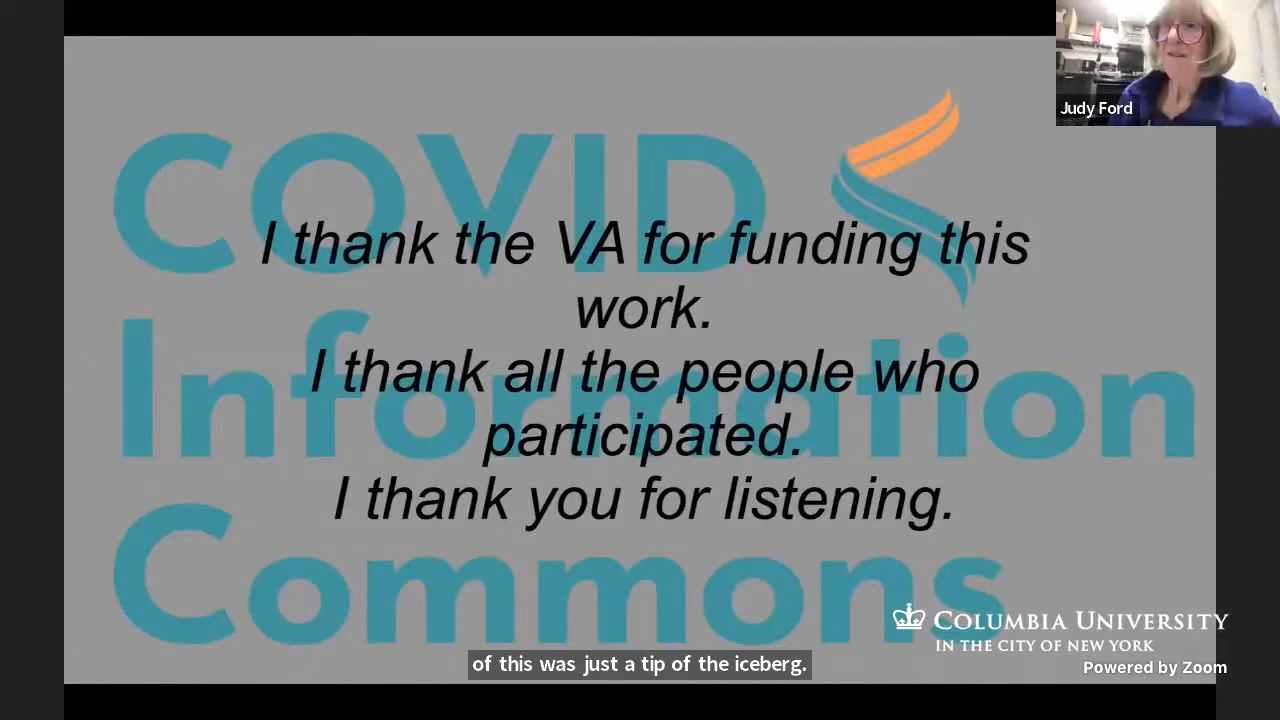 Judy Ford
COVID
I thank the VA for funding this
work.
Information
I thank all the people who
participated.
I thank you for listening.
Commons
COLUMBIA UNIVERSITY
IN THE CITY OF NEW YORK
of this was just a tip of the iceberg.
Powered by Zoom